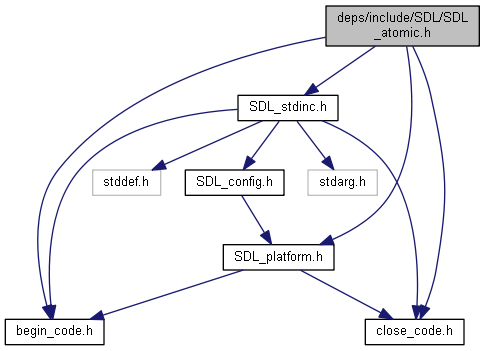 deps/include/SDL/SDL
_atomic.h
SDL_stdinc.h
stddef.h
SDL_config.h
stdarg.h
SDL_platform.h
begin_code.h
close_code.h